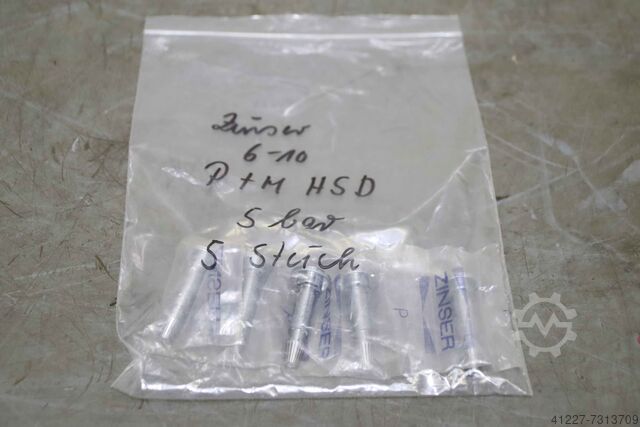 Zinser
6-10
P+M HSD
5 bar
5 Stück
ZINSER
ZINSER
P
ZINSER
41227-7313709